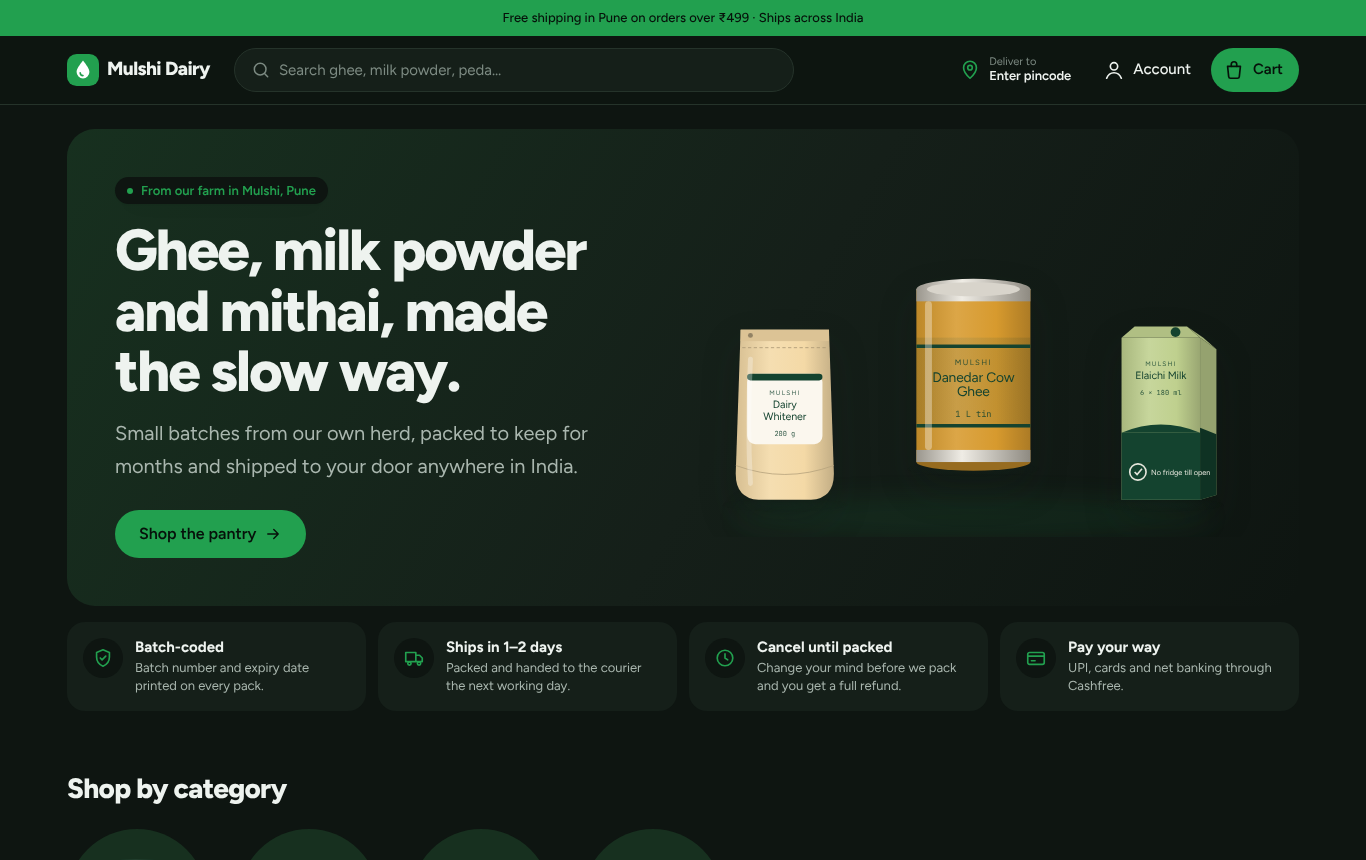 Free shipping in Pune on orders over ₹499 · Ships across India
Mulshi Dairy
Search ghee, milk powder, peda...
Deliver to
Enter pincode
Account
Cart
From our farm in Mulshi, Pune
Ghee, milk powder
and mithai, made
the slow way.
Small batches from our own herd, packed to keep for
months and shipped to your door anywhere in India.
Shop the pantry
MULSHI
Dairy
Whitener
200 g
MULSHI
Danedar Cow
Ghee
1 L tin
MULSHI
Elaichi Milk
6 × 180 ml
No fridge till open
Batch-coded
Batch number and expiry date
printed on every pack.
Ships in 1–2 days
Packed and handed to the courier
the next working day.
Cancel until packed
Change your mind before we pack
and you get a full refund.
Pay your way
UPI, cards and net banking through
Cashfree.
Shop by category